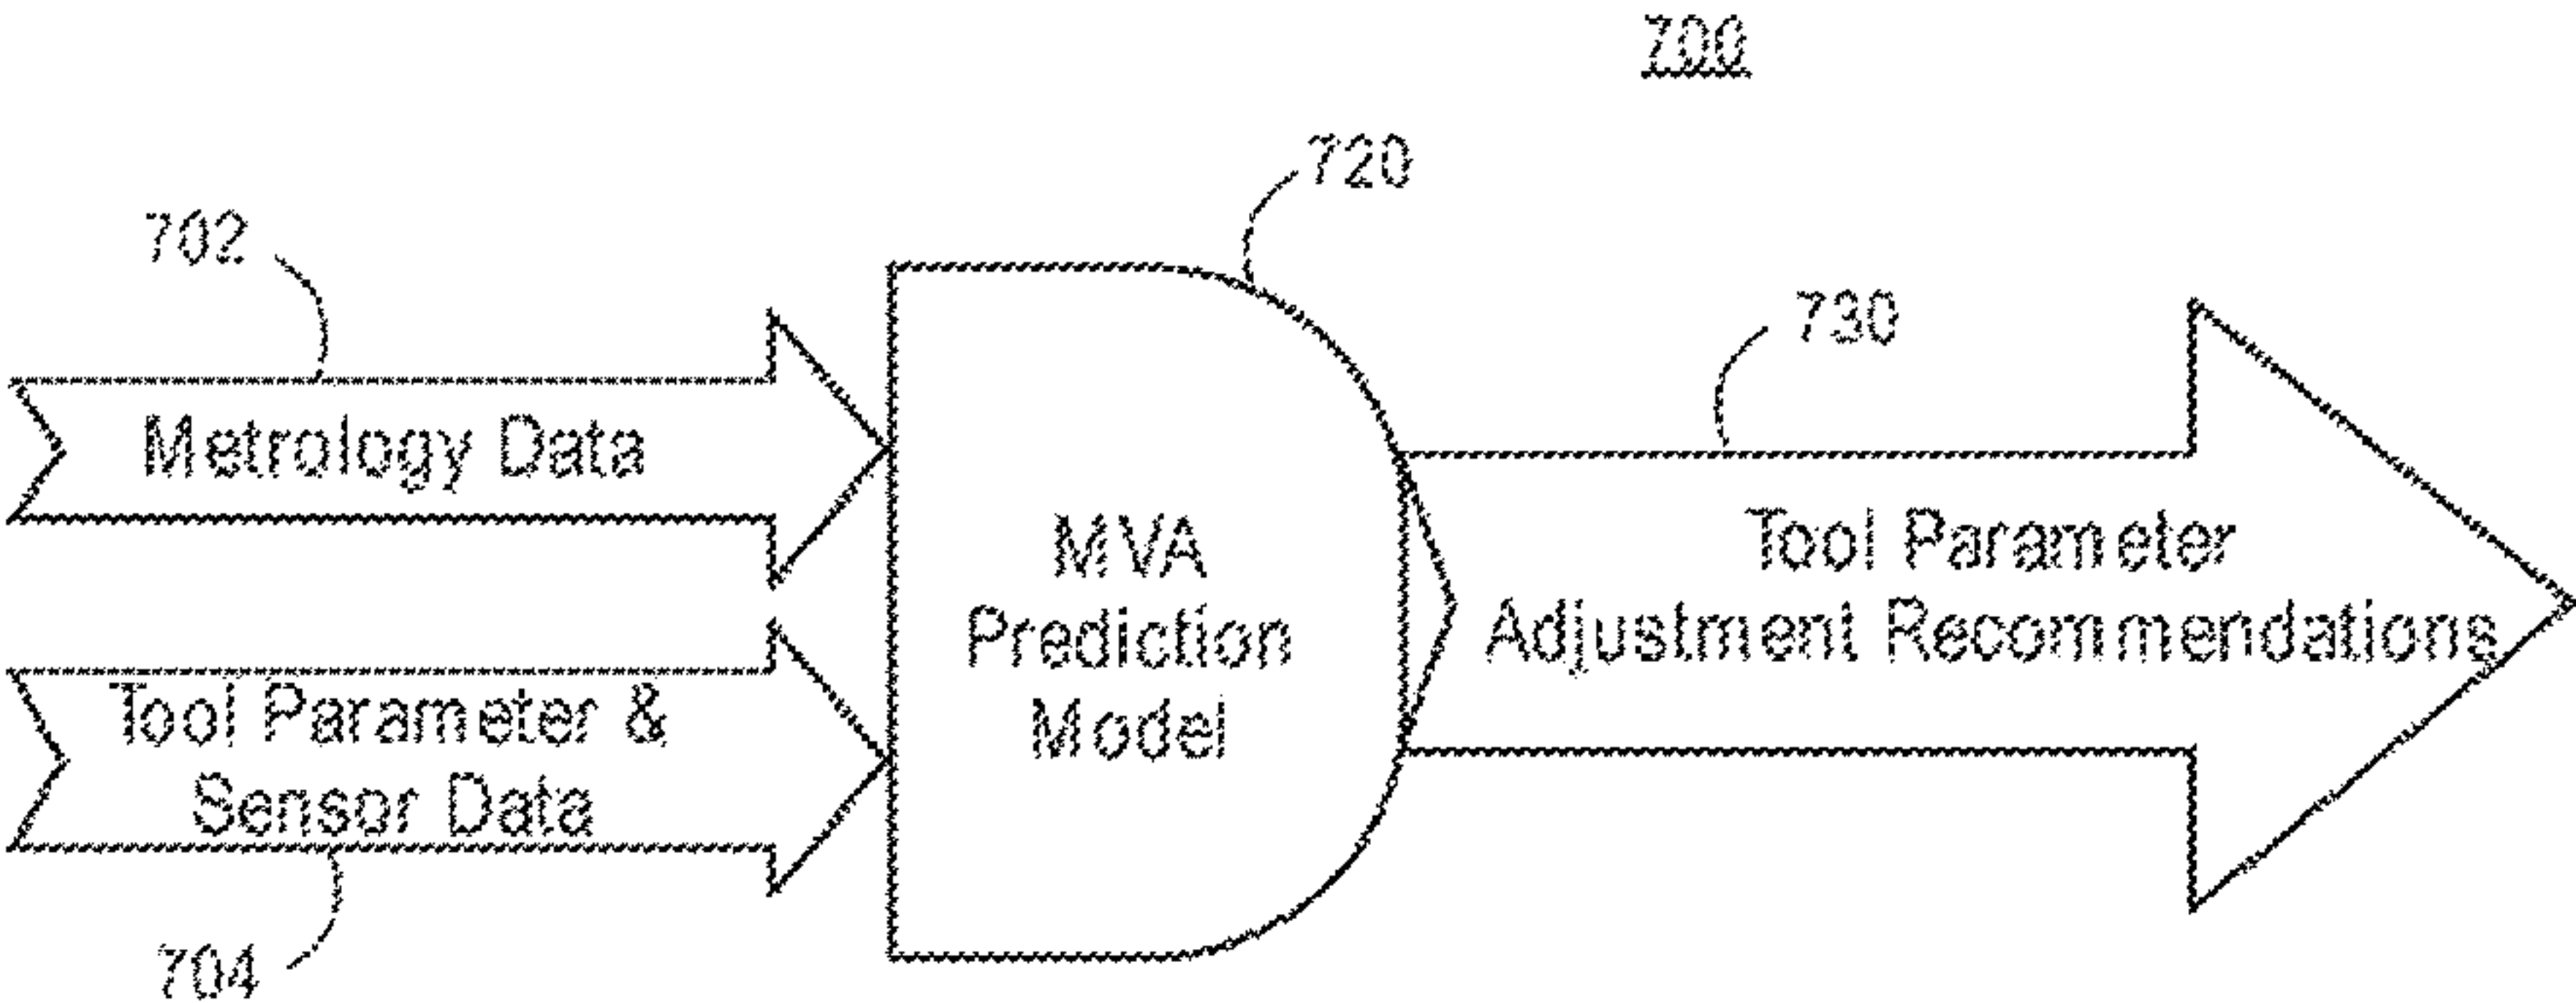 700
720
702
730
Metrology Data
MVA
Prediction
Model
Tool Parameter
Adjustment Recommendations
Tool Parameter &
Sensor Data
704